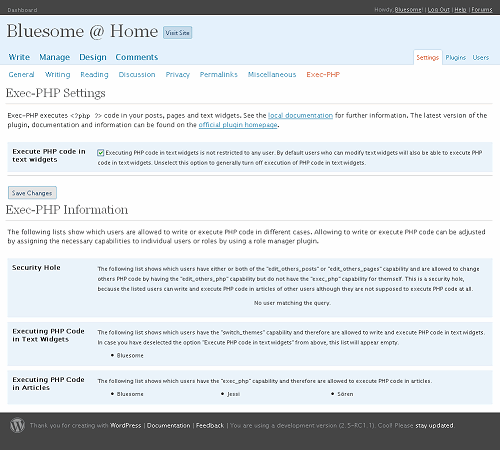 Dashboard
Howdy, Bluesome! | Log Out | Help | Forums
Bluesome @ Home Visit Site
Write Manage Design Comments Settings Plugins Users
General Writing Reading Discussion Privacy Permalinks Miscellaneous Exec-PHP
Exec-PHP Settings
Exec-PHP executes <?php ?> code in your posts, pages and text widgets. See the local documentation for further information. The latest version of the
plugin, documentation and information can be found on the official plugin homepage.
Execute PHP code in
text widgets
Executing PHP code in text widgets is not restricted to any user. By default users who can modify text widgets will also be able to execute PHP
code in text widgets. Unselect this option to generally turn off execution of PHP code in text widgets.
Save Changes
Exec-PHP Information
The following lists show which users are allowed to write or execute PHP code in different cases. Allowing to write or execute PHP code can be adjusted
by assigning the necessary capabilities to individual users or roles by using a role manager plugin.
Security Hole
The following list shows which users have either or both of the "edit_others_posts" or "edit_others_pages" capability and are allowed to change
others PHP code by having the "edit_others_php" capability but do not have the "exec_php" capability for themself. This is a security hole,
because the listed users can write and execute PHP code in articles of other users although they are not supposed to execute PHP code at all.
No user matching the query.
Executing PHP Code
in Text Widgets
The following list shows which users have the "switch_themes" capability and therefore are allowed to write and execute PHP code in text widgets.
In case you have deselected the option "Execute PHP code in text widgets" from above, this list will appear empty.
• Bluesome
Executing PHP Code
in Articles
The following list shows which users have the "exec_php" capability and therefore are allowed to execute PHP code in articles.
• Bluesome • Jessi • Sören
Thank you for creating with WordPress | Documentation | Feedback | You are using a development version (2.5-RC1.1). Cool! Please stay updated.